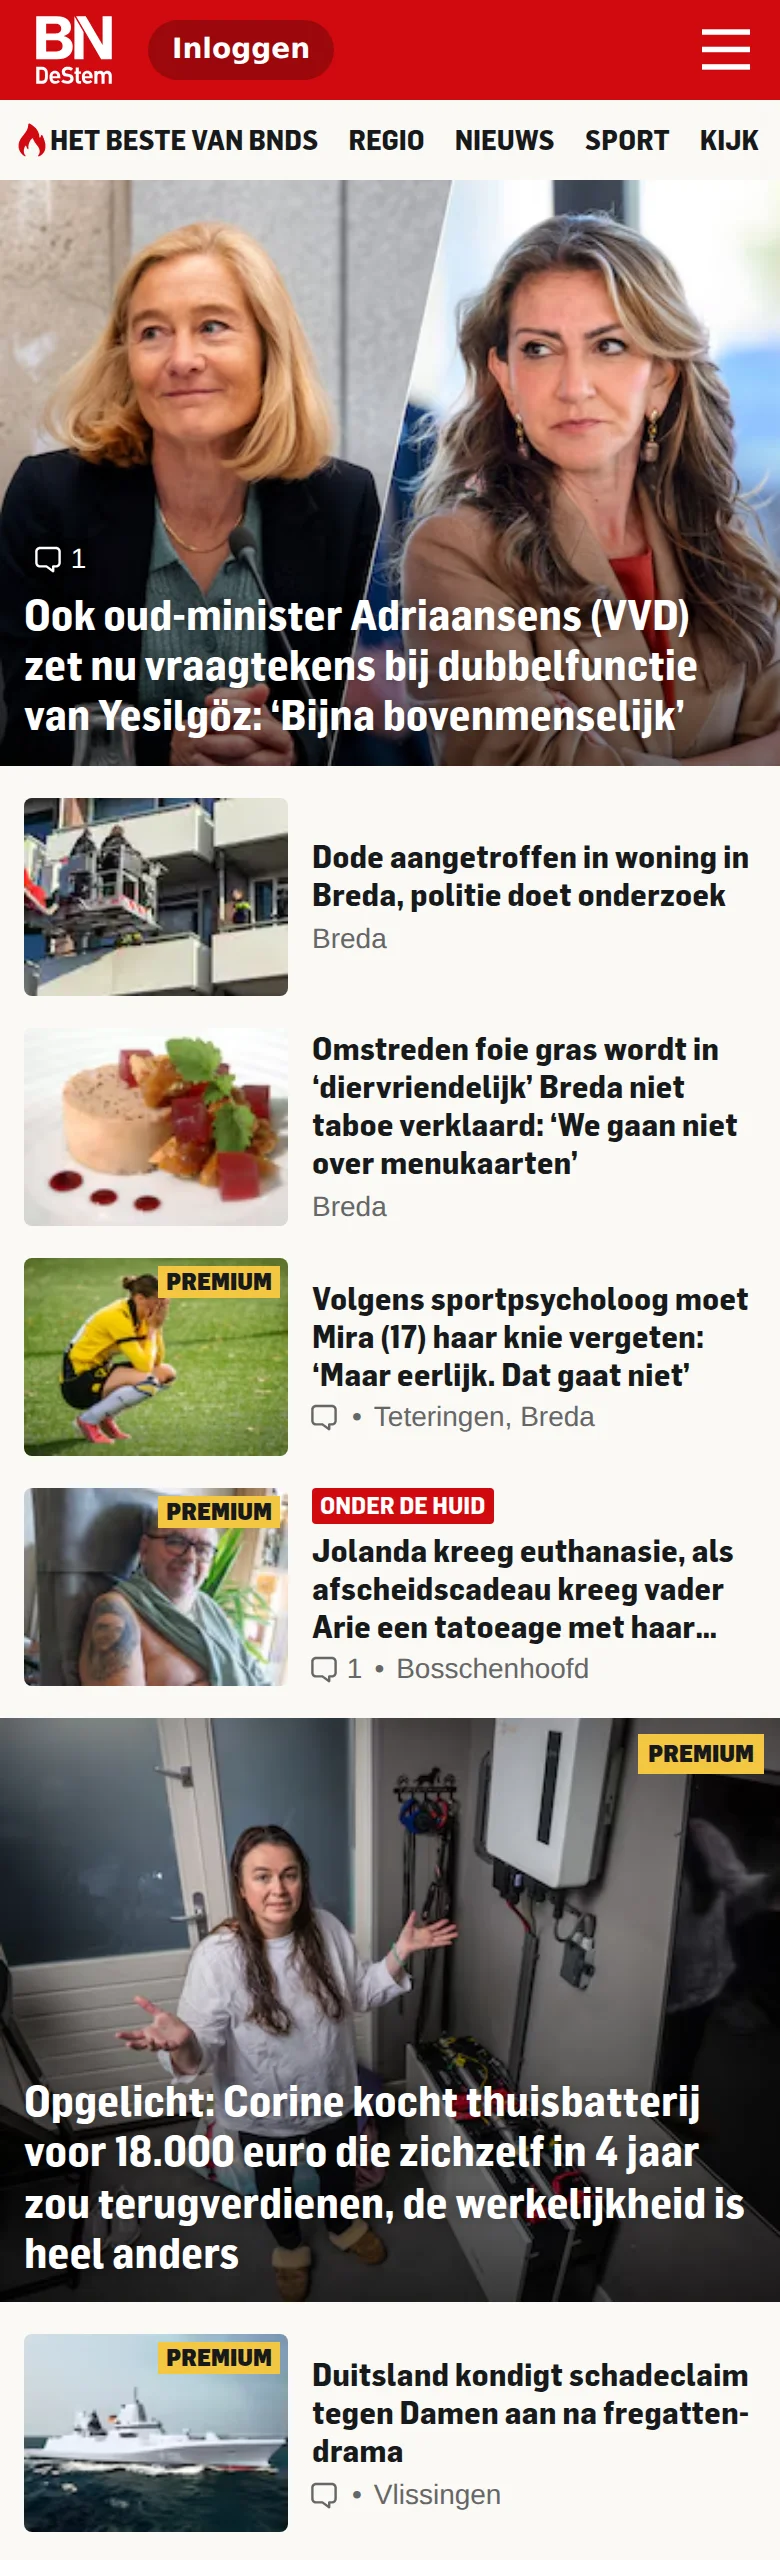 BN
DeStem
Inloggen
HET BESTE VAN BNDS REGIO NIEUWS SPORT KIJK
1
Ook oud-minister Adriaansens (VVD)
zet nu vraagtekens bij dubbelfunctie
van Yesilgöz: ‘Bijna bovenmenselijk’
Dode aangetroffen in woning in
Breda, politie doet onderzoek
Breda
Omstreden foie gras wordt in
‘diervriendelijk’ Breda niet
taboe verklaard: ‘We gaan niet
over menukaarten’
Breda
PREMIUM
Volgens sportpsycholoog moet
Mira (17) haar knie vergeten:
‘Maar eerlijk. Dat gaat niet’
• Teteringen, Breda
PREMIUM
ONDER DE HUID
Jolanda kreeg euthanasie, als
afscheidscadeau kreeg vader
Arie een tatoeage met haar...
1 • Bosschenhoofd
PREMIUM
Opgelicht: Corine kocht thuisbatterij
voor 18.000 euro die zichzelf in 4 jaar
zou terugverdienen, de werkelijkheid is
heel anders
PREMIUM
Duitsland kondigt schadeclaim
tegen Damen aan na fregatten-
drama
• Vlissingen